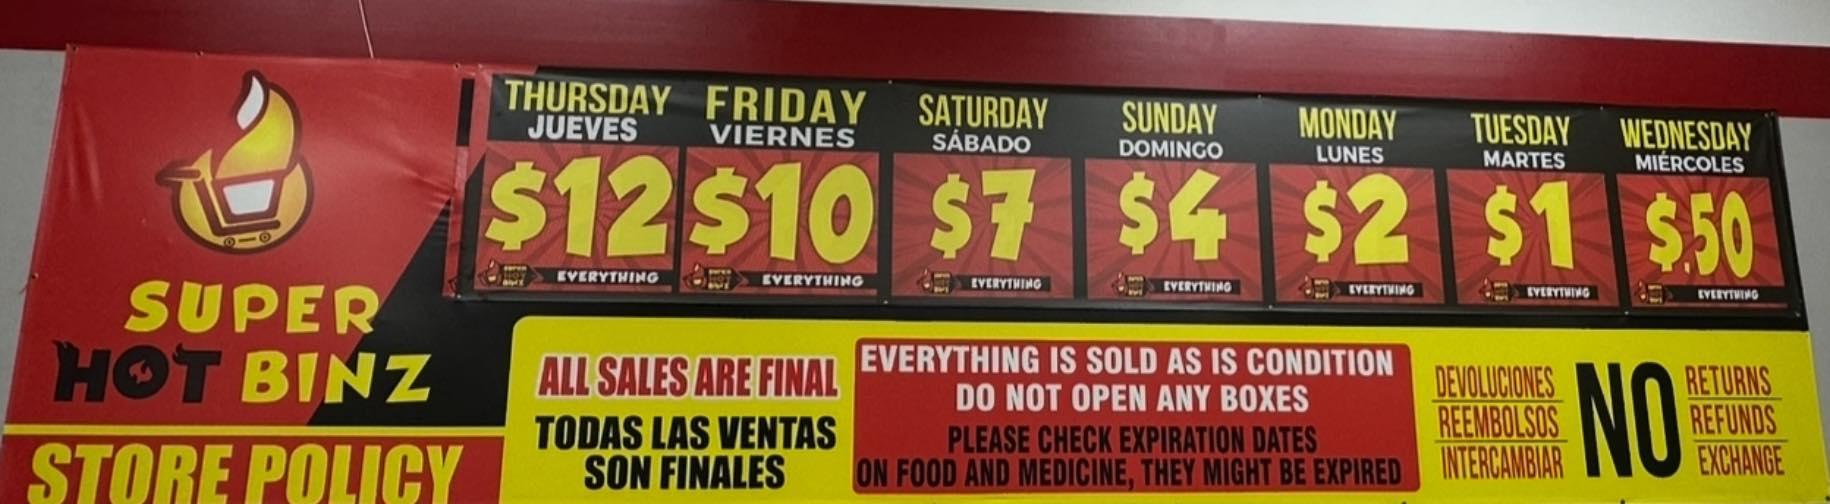 THURSDAY
JUEVES
$12
EVERYTHING
FRIDAY
VIERNES
$10
EVERYTHING
SATURDAY
SÁBADO
$7
EVERYTHING
SUNDAY
DOMINGO
$4
EVERYTHING
MONDAY
LUNES
$2
EVERYTHING
TUESDAY
MARTES
$1
EVERYTHING
WEDNESDAY
MIÉRCOLES
$.50
EVERYTHING
SUPER
HOT BINZ
STORE POLICY
ALL SALES ARE FINAL
TODAS LAS VENTAS
SON FINALES
EVERYTHING IS SOLD AS IS CONDITION
DO NOT OPEN ANY BOXES
PLEASE CHECK EXPIRATION DATES
ON FOOD AND MEDICINE, THEY MIGHT BE EXPIRED
DEVOLUCIONES
REEMBOLSOS
INTERCAMBIAR
NO
RETURNS
REFUNDS
EXCHANGE